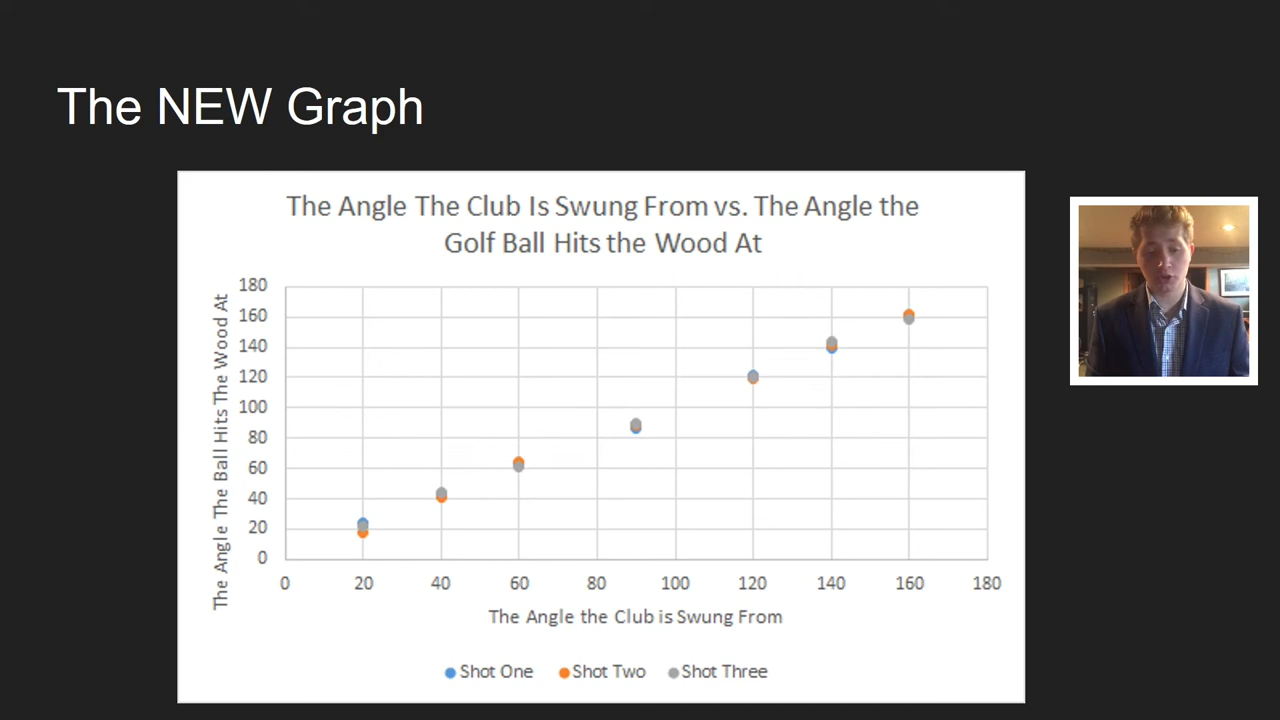 The NEW Graph
The Angle The Club Is Swung From vs. The Angle the
Golf Ball Hits the Wood At
The Angle The Ball Hits The Wood At
180
160
140
120
100
80
60
40
20
0
0 20 40 60 80 100 120 140 160 180
The Angle the Club is Swung From
Shot One Shot Two Shot Three